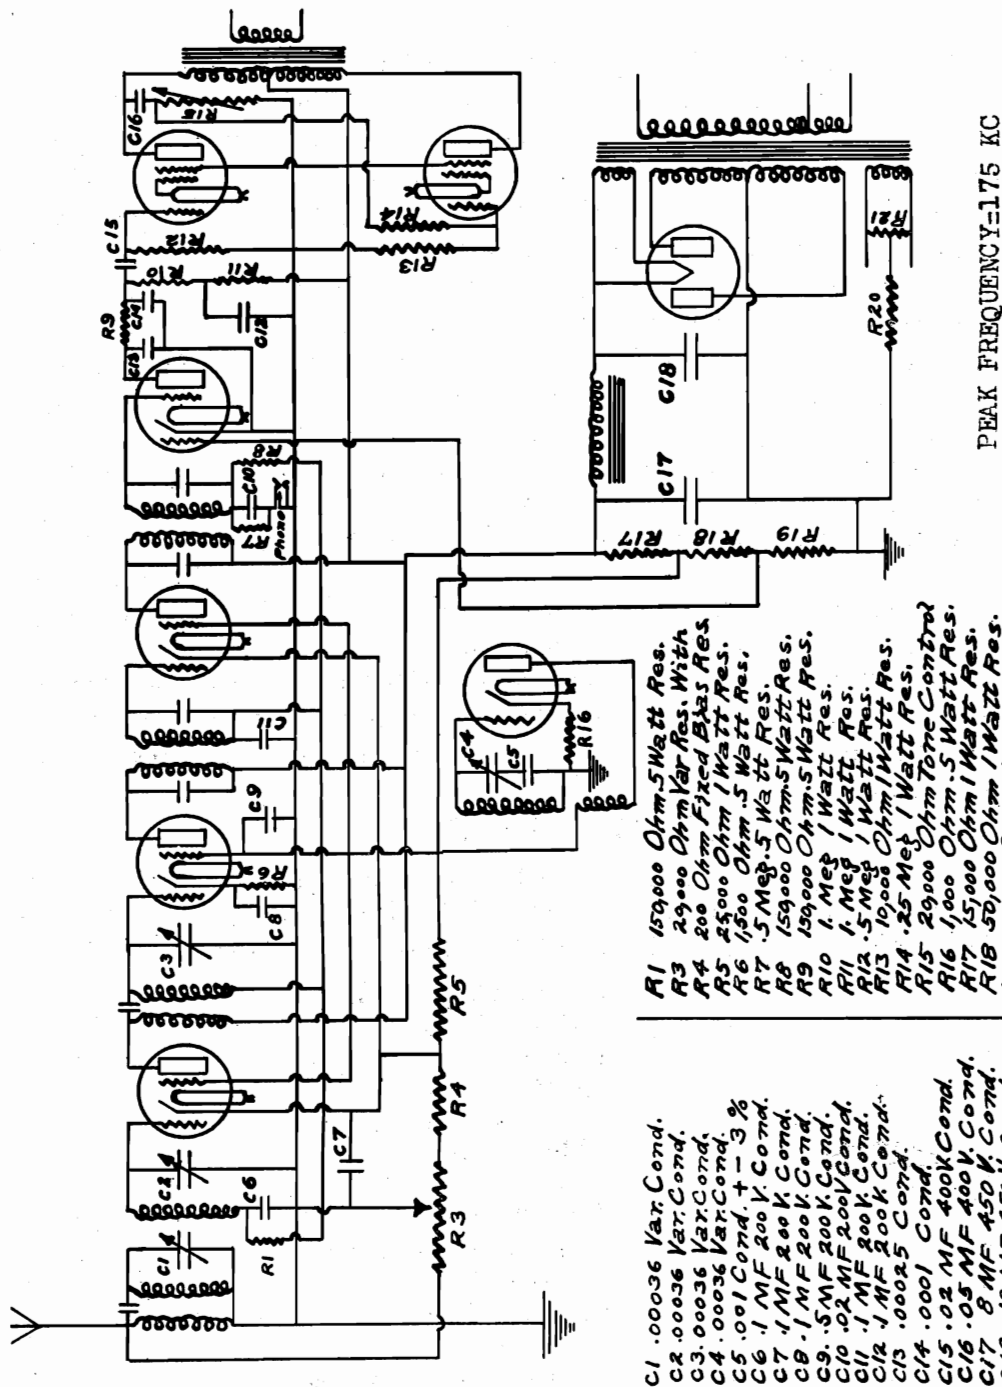 C1
C2
C3
C6
R1
C7
R3
R4
R5
C8
R6
C9
C11
R7
C10
Phono
R8
C13
R9
C14
C12
R10
R11
C15
R12
R13
R14
C16
R15
C4
C5
R16
R17
R18
R19
C17
C18
R20
R21
C1 .00036 Var. Cond.
C2 .00036 Var. Cond.
C3 .00036 Var. Cond.
C4 .00036 Var. Cond.
C5 .001 Cond. + - 3 %
C6 .1 MF 200 V. Cond.
C7 .1 MF 200 V. Cond.
C8 .1 MF 200 V. Cond.
C9 .5 MF 200 V. Cond.
C10 .02 MF 200 V. Cond.
C11 .1 MF 200 V. Cond.
C12 .1 MF 200 V. Cond.
C13 .00025 Cond.
C14 .0001 Cond.
C15 .02 MF 400 V. Cond.
C16 .05 MF 400 V. Cond.
C17 8 MF 450 V. Cond.
R1 150,000 Ohm .5 Watt Res.
R3 20,000 Ohm Var Res. With
R4 200 Ohm Fixed Bias Res.
R5 25,000 Ohm 1 Watt Res.
R6 1,500 Ohm .5 Watt Res.
R7 .5 Meg .5 Watt Res.
R8 150,000 Ohm .5 Watt Res.
R9 150,000 Ohm .5 Watt Res.
R10 1. Meg 1 Watt Res.
R11 .1 Meg 1 Watt Res.
R12 .5 Meg 1 Watt Res.
R13 10,000 Ohm 1 Watt Res.
R14 .25 Meg 1 Watt Res.
R15 20,000 Ohm Tone Control
R16 1,000 Ohm .5 Watt Res.
R17 15,000 Ohm 1 Watt Res.
R18 50,000 Ohm 1 Watt Res.
PEAK FREQUENCY=175 KC